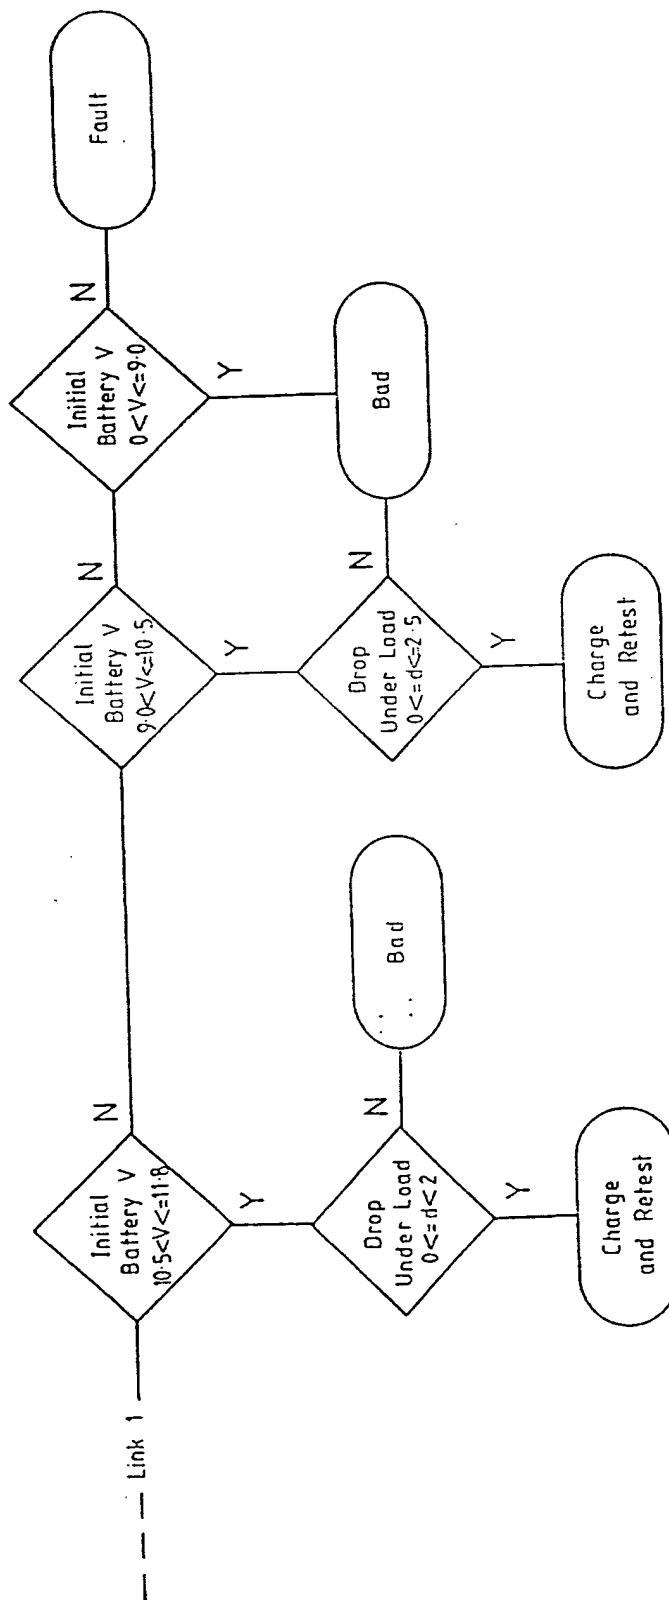 Link 1
Initial
Battery V
10·5<V<=11·8
N
Y
Drop
Under Load
0<=d<2
N
Bad
Y
Charge
and Retest
Initial
Battery V
9·0<V<=10·5
N
Y
Drop
Under Load
0<=d<=2·5
N
Bad
Y
Charge
and Retest
Initial
Battery V
0<V<=9·0
N
Y
Fault